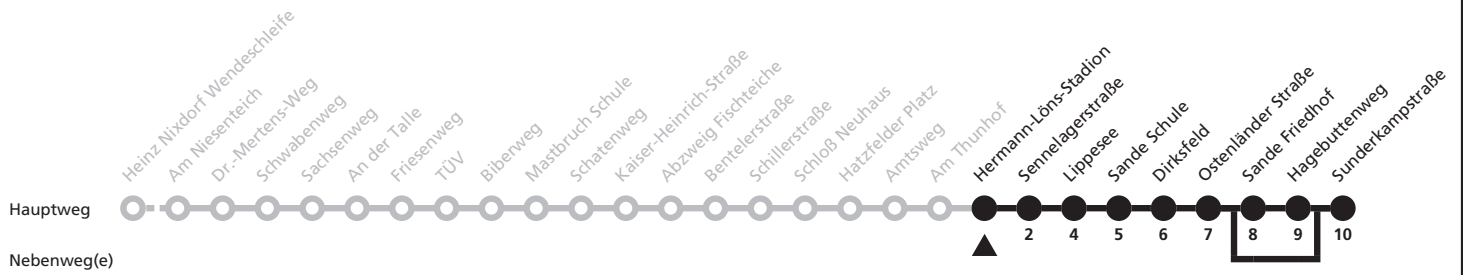 Heinz Nixdorf Wendeschleife
Am Niesenteich
Dr.-Mertens-Weg
Schwabenweg
Sachsenweg
An der Talle
Friesenweg
TÜV
Biberweg
Mastbruch Schule
Schatenweg
Kaiser-Heinrich-Straße
Abzweig Fischteiche
Bentelerstraße
Schillerstraße
Schloß Neuhaus
Hatzfelder Platz
Amtsweg
Am Thunhof
Hermann-Löns-Stadion
Sennelagerstraße
Lippesee
Sande Schule
Dirksfeld
Ostenländer Straße
Sande Friedhof
Hagebuttenweg
Sunderkampstraße
Hauptweg
2 4 5 6 7 8 9 10
Nebenweg(e)